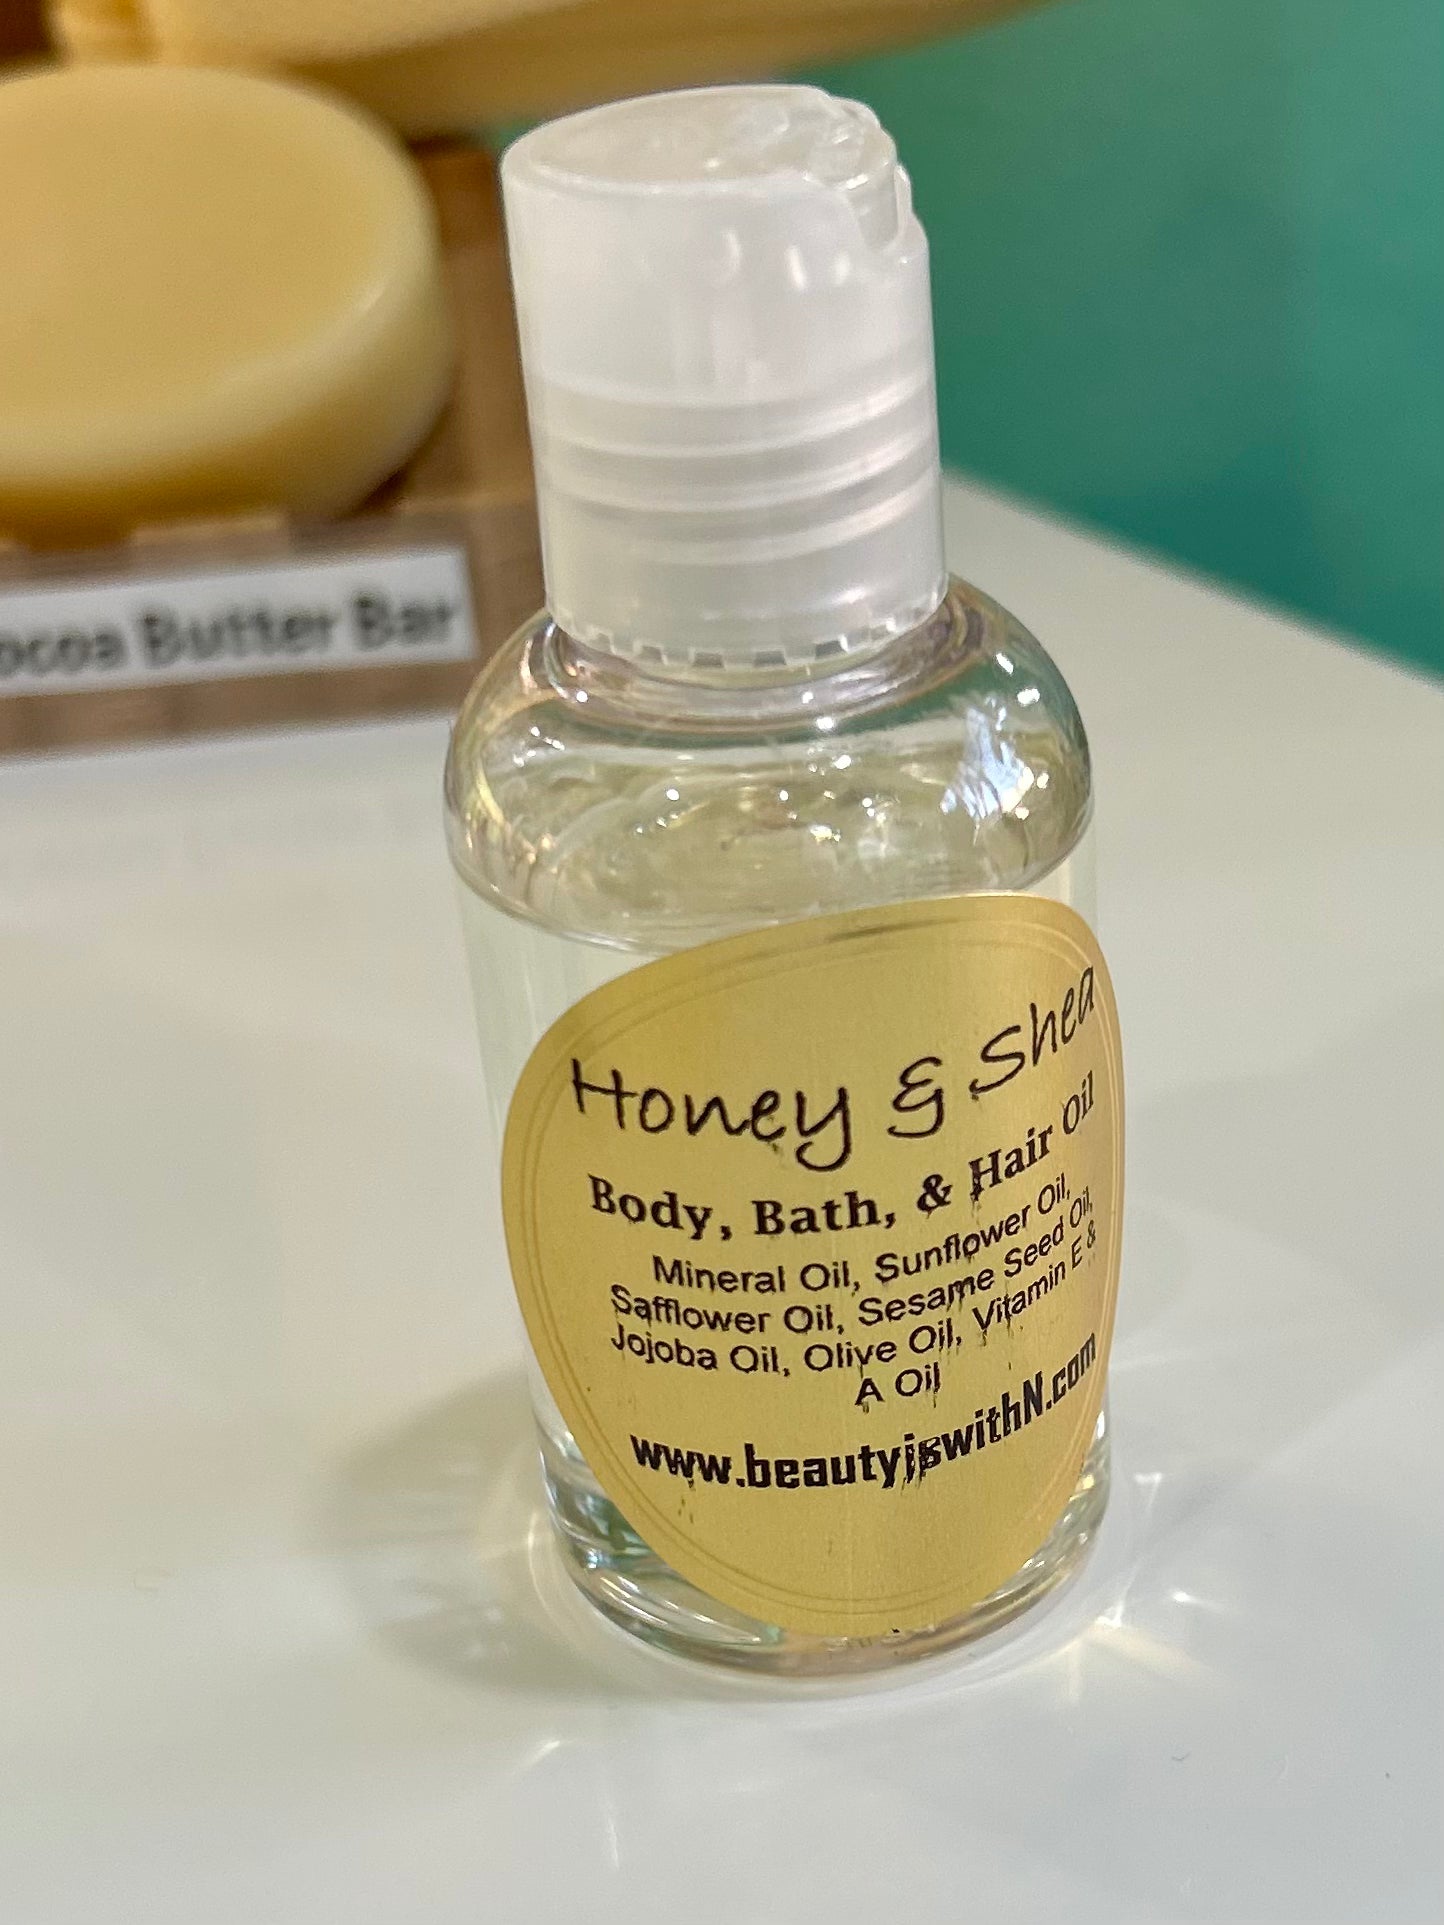 ocoa Butter Bar
Honey & Shea
Body, Bath, & Hair Oil
Mineral Oil, Sunflower Oil,
Safflower Oil, Sesame Seed Oil,
Jojoba Oil, Olive Oil, Vitamin E &
A Oil
www.beautyiswithN.com